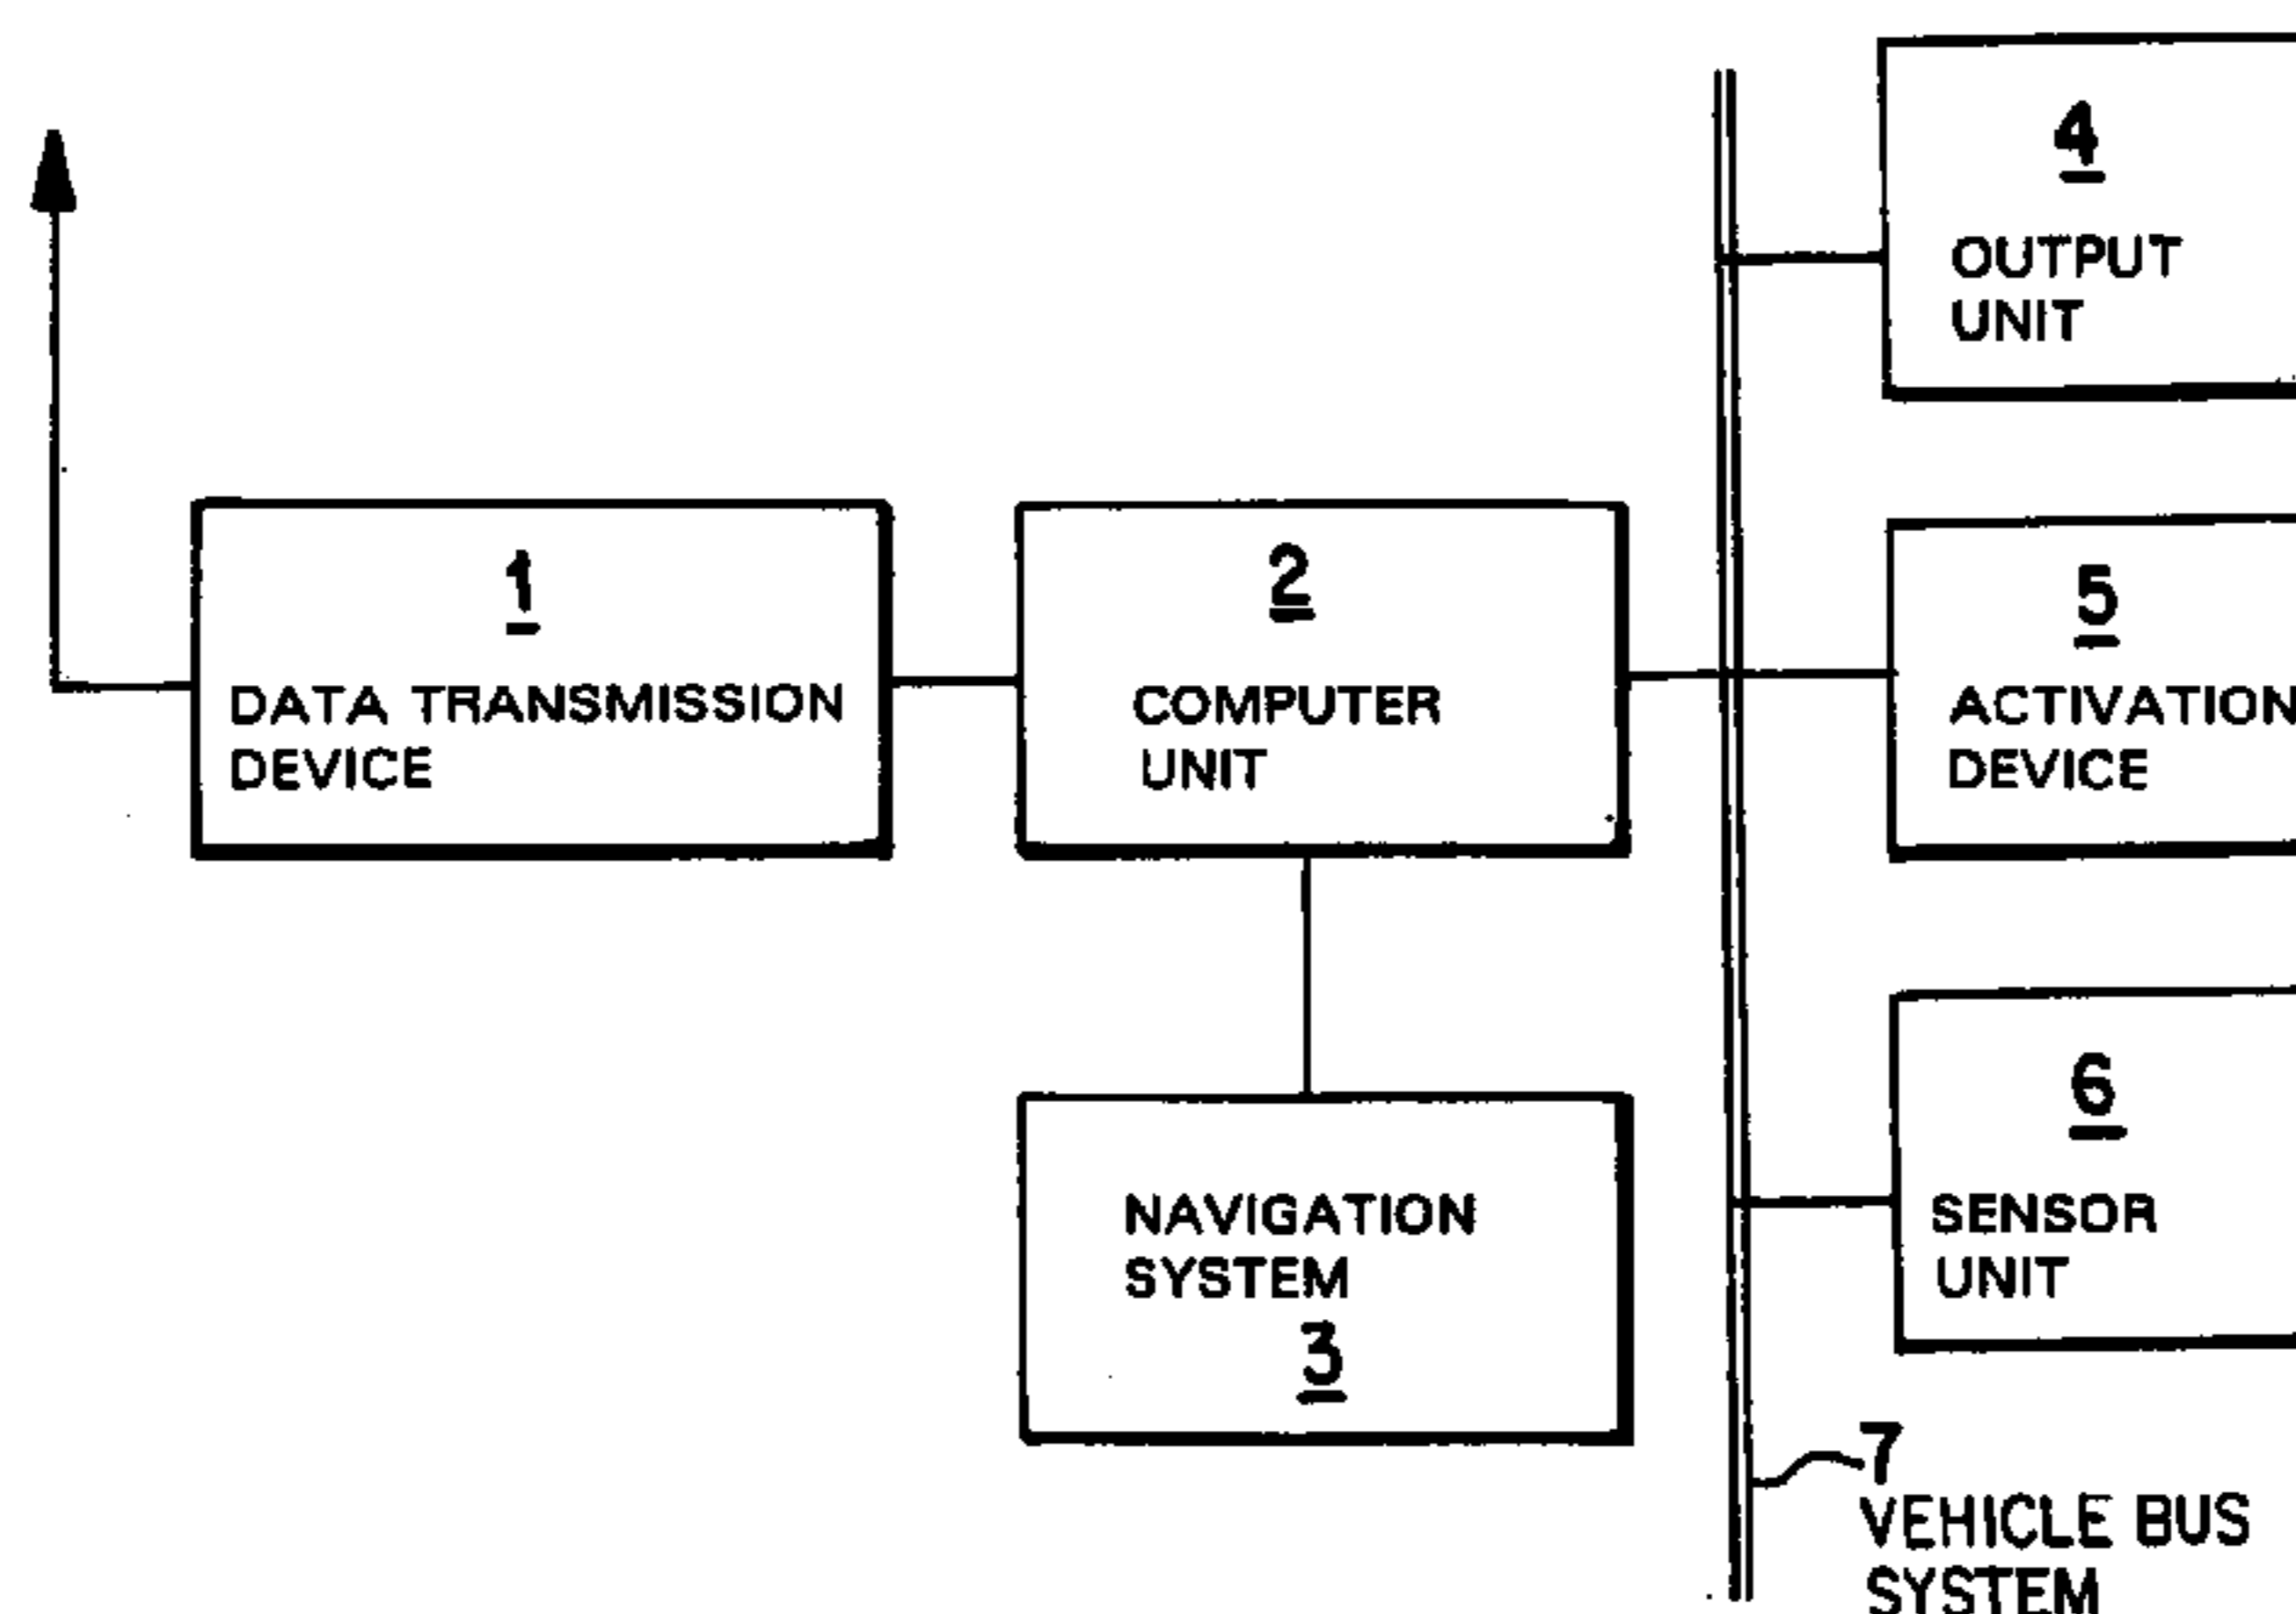 4
OUTPUT
UNIT
1
DATA TRANSMISSION
DEVICE
2
COMPUTER
UNIT
5
ACTIVATION
DEVICE
NAVIGATION
SYSTEM
3
6
SENSOR
UNIT
7
VEHICLE BUS
SYSTEM